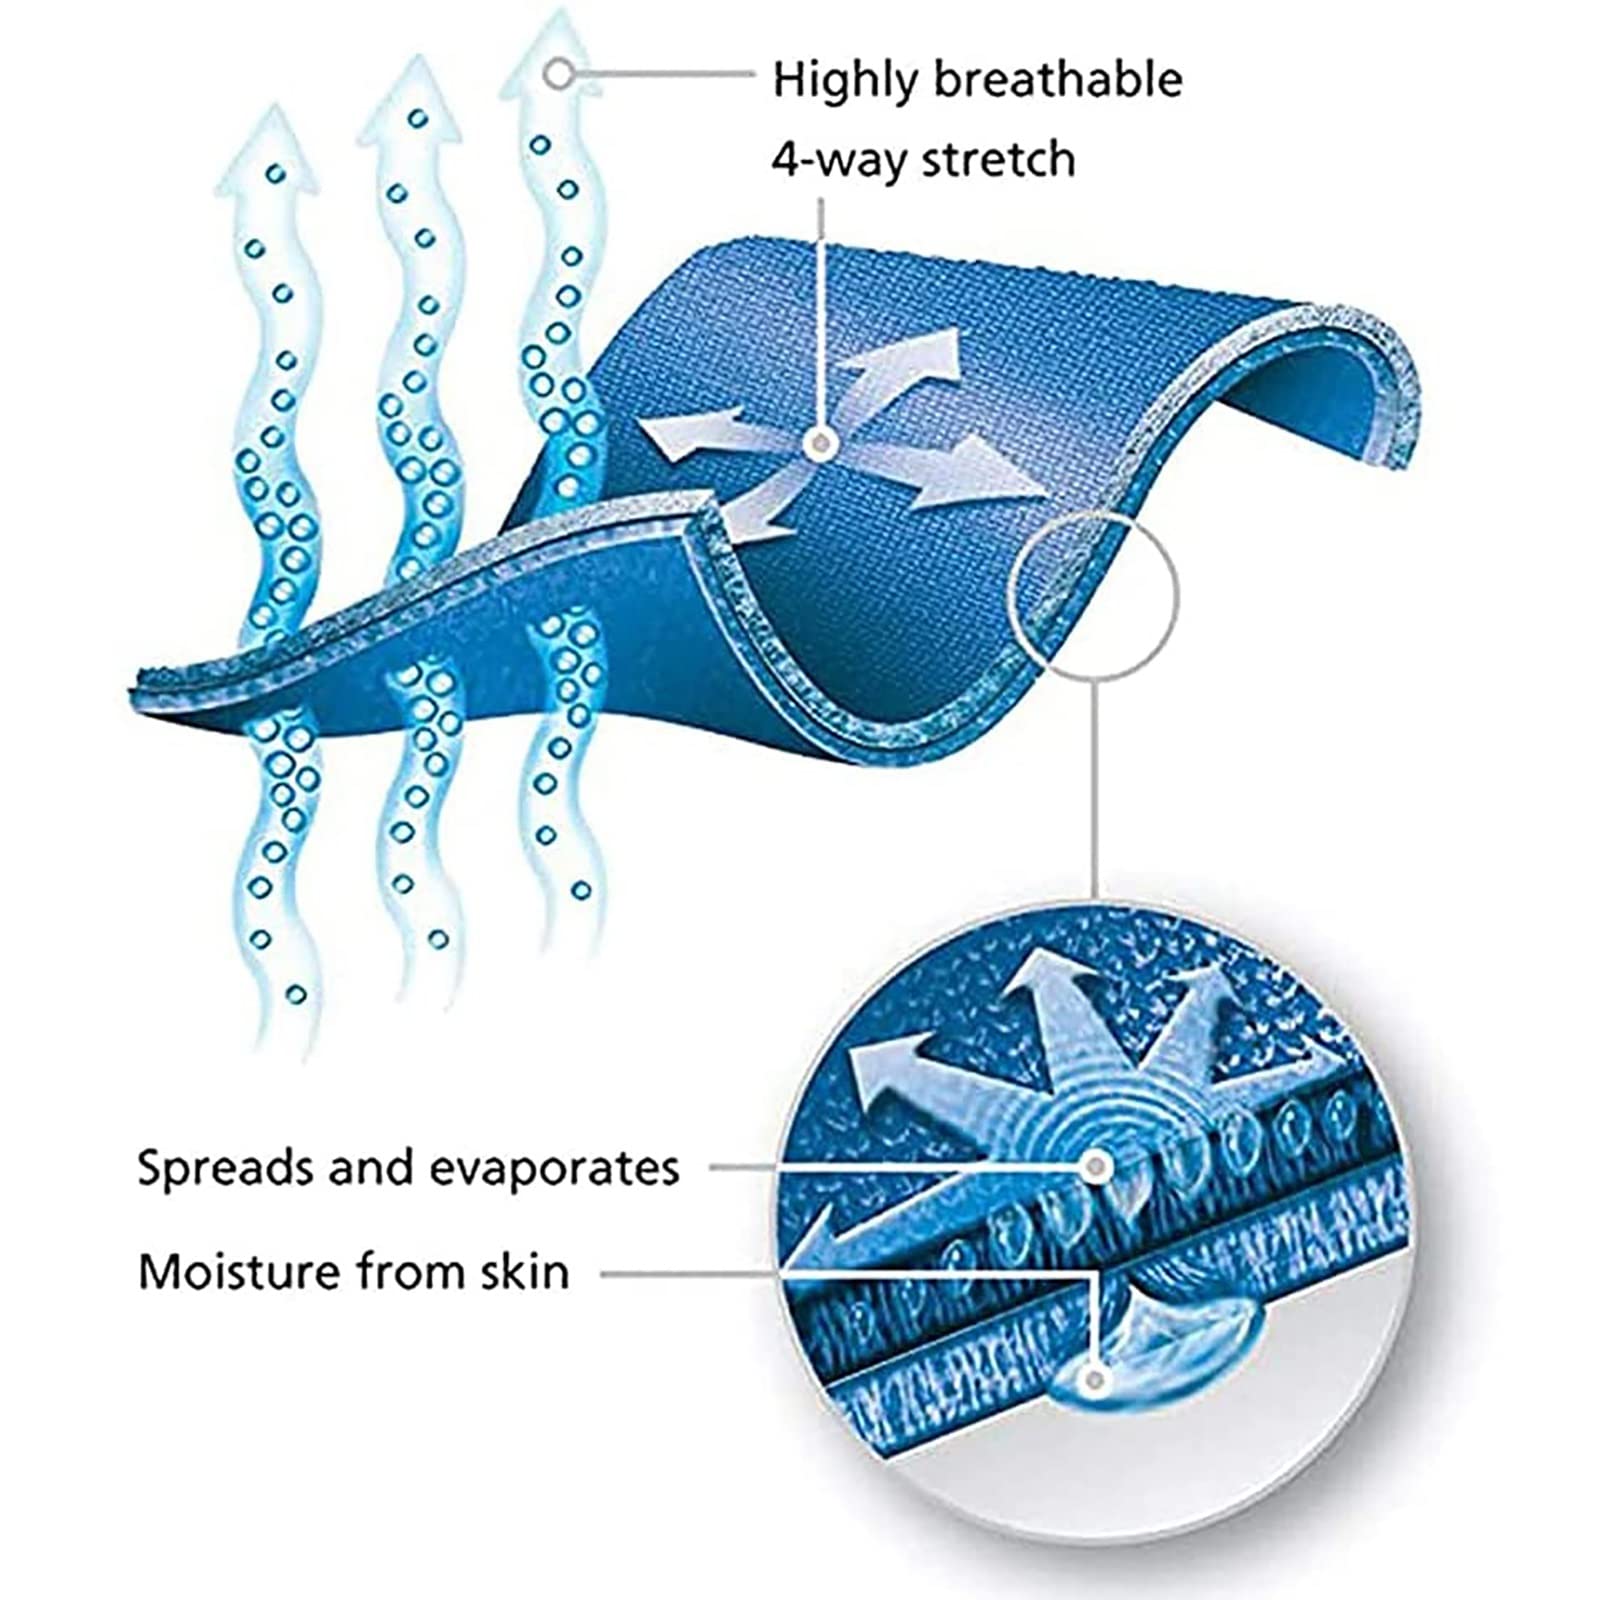 Highly breathable
4-way stretch
Spreads and evaporates
Moisture from skin